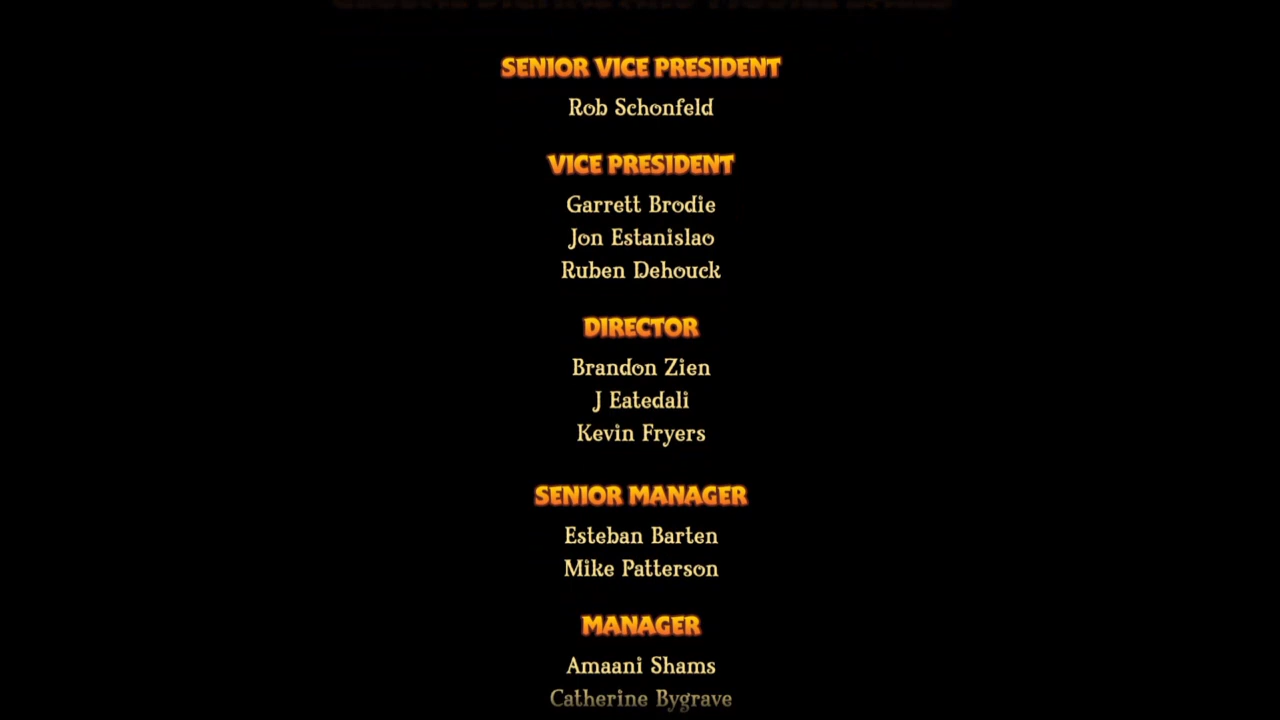 SENIOR VICE PRESIDENT
Rob Schonfeld
VICE PRESIDENT
Garrett Brodie
Jon Estanislao
Ruben Dehouck
DIRECTOR
Brandon Zien
J Eatedali
Kevin Fryers
SENIOR MANAGER
Esteban Barten
Mike Patterson
MANAGER
Amaani Shams
Catherine Bygrave